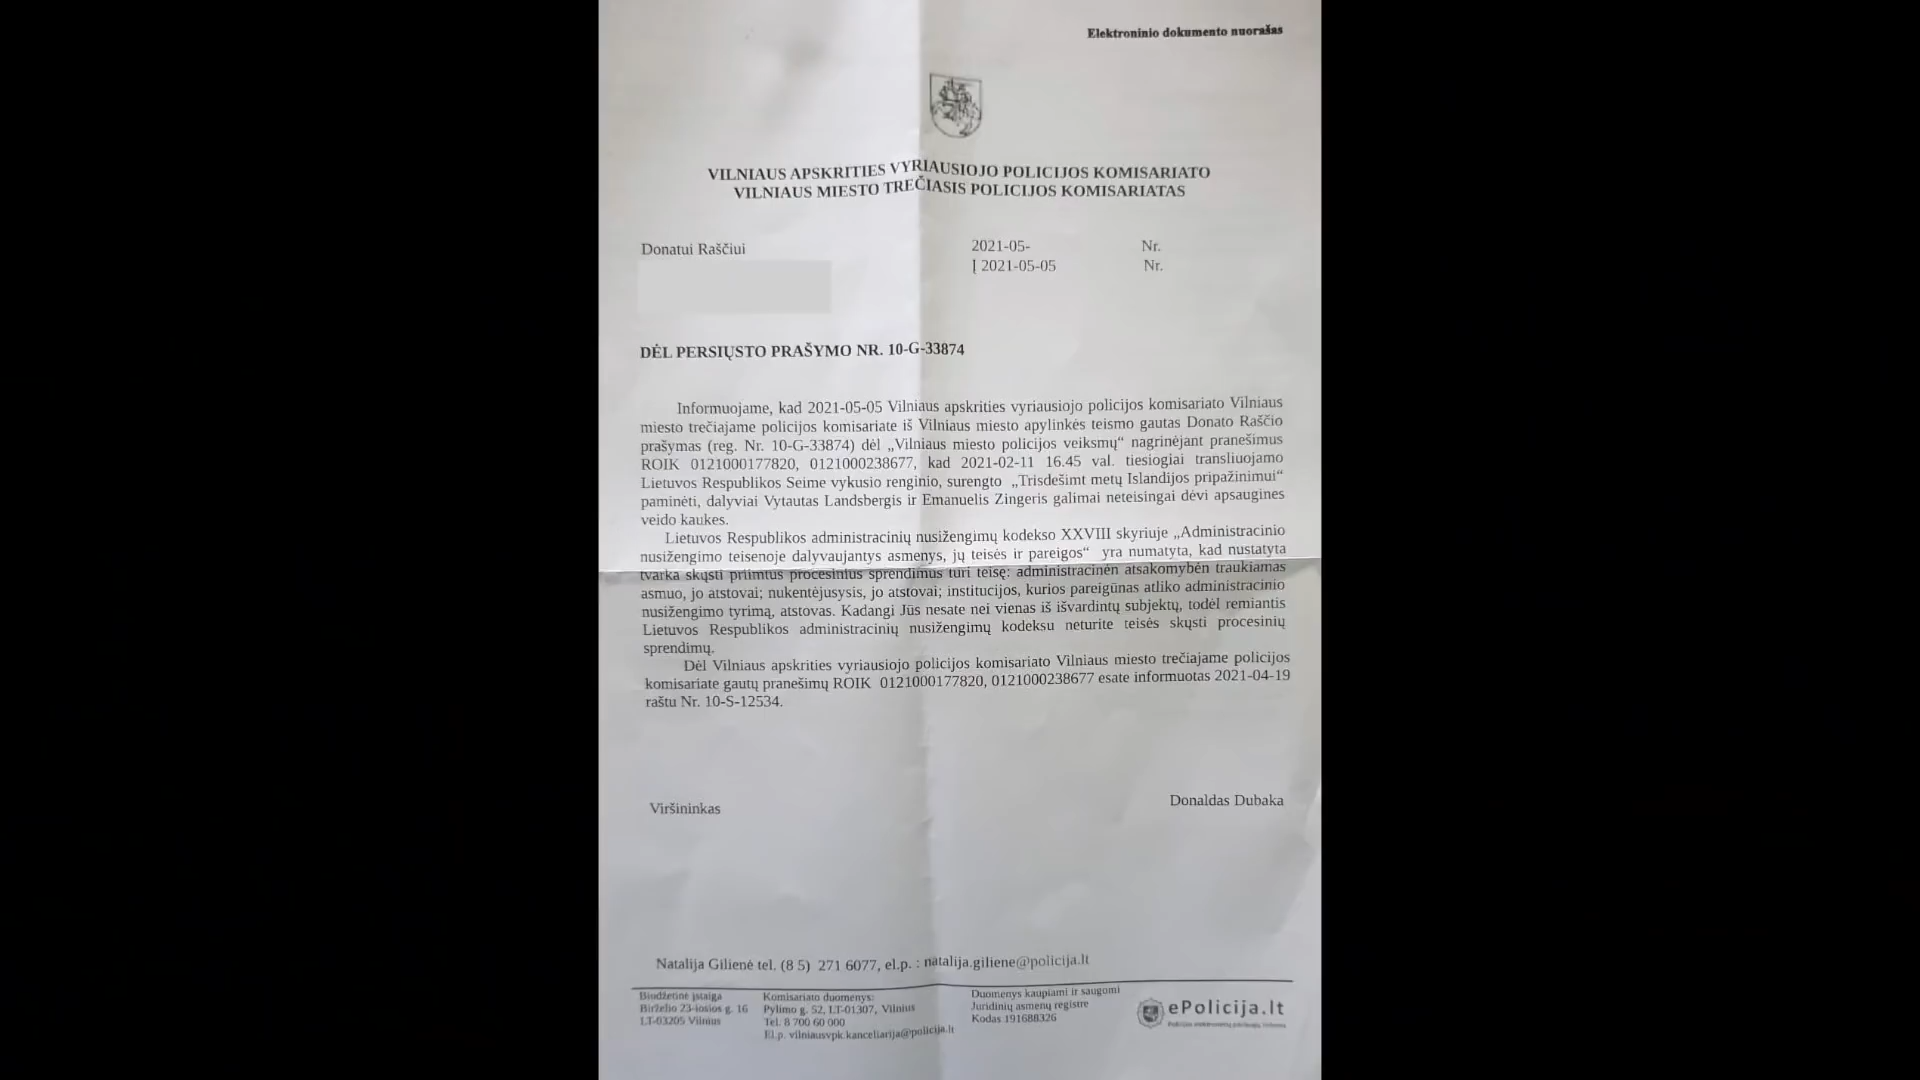 Elektroninio dokumento nuorašas
VILNIAUS APSKRITIES VYRIAUSIOJO POLICIJOS KOMISARIATO
VILNIAUS MIESTO TREČIASIS POLICIJOS KOMISARIATAS
Donatui Raščiui
2021-05- Nr.
Į 2021-05-05 Nr.
DĖL PERSIŲSTO PRAŠYMO NR. 10-G-33874
Informuojame, kad 2021-05-05 Vilniaus apskrities vyriausiojo policijos komisariato Vilniaus
miesto trečiajame policijos komisariate iš Vilniaus miesto apylinkės teismo gautas Donato Raščio
prašymas (reg. Nr. 10-G-33874) dėl „Vilniaus miesto policijos veiksmų“ nagrinėjant pranešimus
ROIK 0121000177820, 0121000238677, kad 2021-02-11 16.45 val. tiesiogiai transliuojamo
Lietuvos Respublikos Seime vykusio renginio, surengto „Trisdešimt metų Islandijos pripažinimui“
paminėti, dalyviai Vytautas Landsbergis ir Emanuelis Zingeris galimai neteisingai dėvi apsaugines
veido kaukes.
Lietuvos Respublikos administracinių nusižengimų kodekso XXVIII skyriuje „Administracinio
nusižengimo teisenoje dalyvaujantys asmenys, jų teisės ir pareigos“ yra numatyta, kad nustatyta
tvarka skųsti priimtus procesinius sprendimus turi teisę: administracinėn atsakomybėn traukiamas
asmuo, jo atstovai; nukentėjusysis, jo atstovai; institucijos, kurios pareigūnas atliko administracinio
nusižengimo tyrimą, atstovas. Kadangi Jūs nesate nei vienas iš išvardintų subjektų, todėl remiantis
Lietuvos Respublikos administracinių nusižengimų kodeksu neturite teisės skųsti procesinių
sprendimų.
Dėl Vilniaus apskrities vyriausiojo policijos komisariato Vilniaus miesto trečiajame policijos
komisariate gautų pranešimų ROIK 0121000177820, 0121000238677 esate informuotas 2021-04-19
raštu Nr. 10-S-12534.
Viršininkas Donaldas Dubaka
Natalija Gilienė tel. (8 5) 271 6077, el.p. : natalija.giliene@policija.lt
Biudžetinė įstaiga
Birželio 23-iosios g. 16
LT-03205 Vilnius
Komisariato duomenys:
Pylimo g. 52, LT-01307, Vilnius
Tel. 8 700 60 000
El.p. vilniausvpk.kanceliarija@policija.lt
Duomenys kaupiami ir saugomi
Juridinių asmenų registre
Kodas 191688326
ePolicija.lt